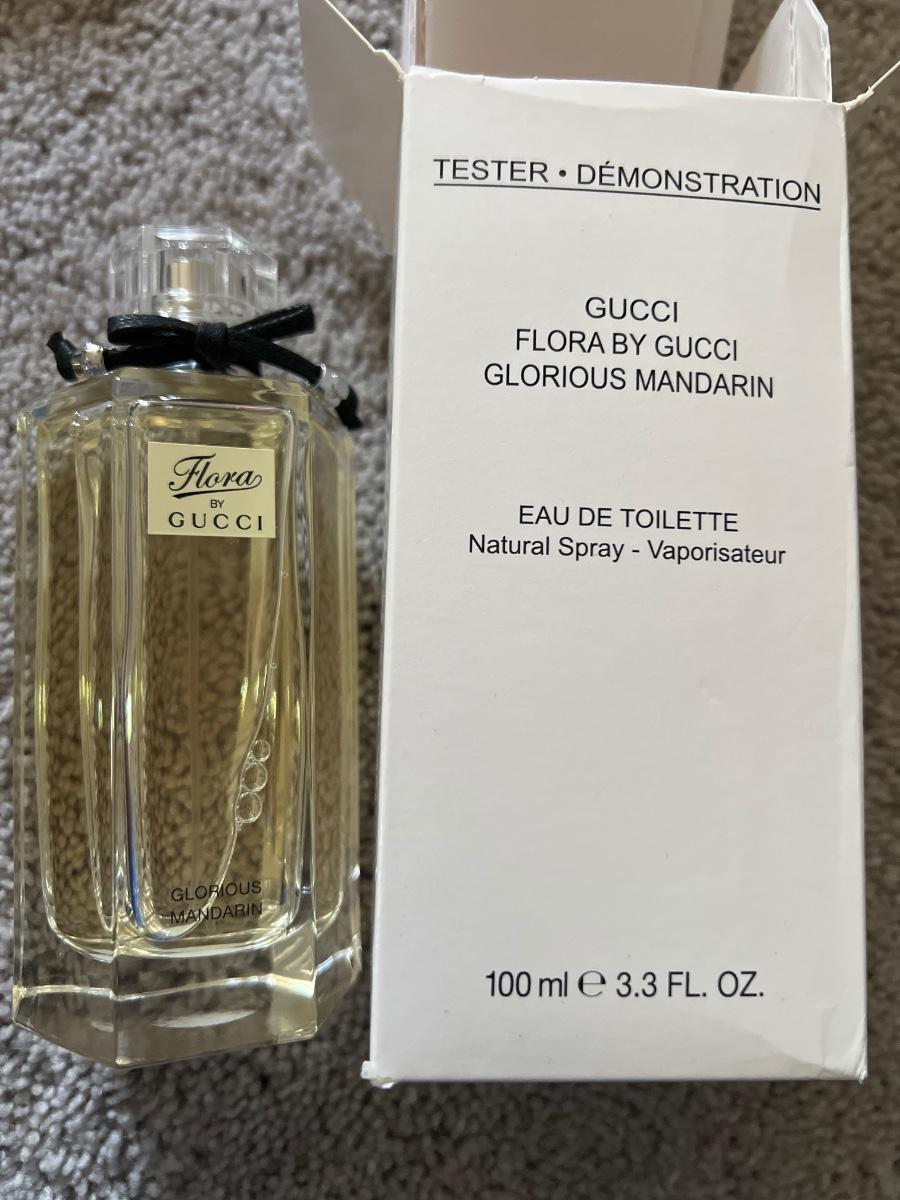 TESTER • DÉMONSTRATION
GUCCI
FLORA BY GUCCI
GLORIOUS MANDARIN
EAU DE TOILETTE
Natural Spray - Vaporisateur
100 ml ℮ 3.3 FL. OZ.
Flora
BY
GUCCI
GLORIOUS
MANDARIN